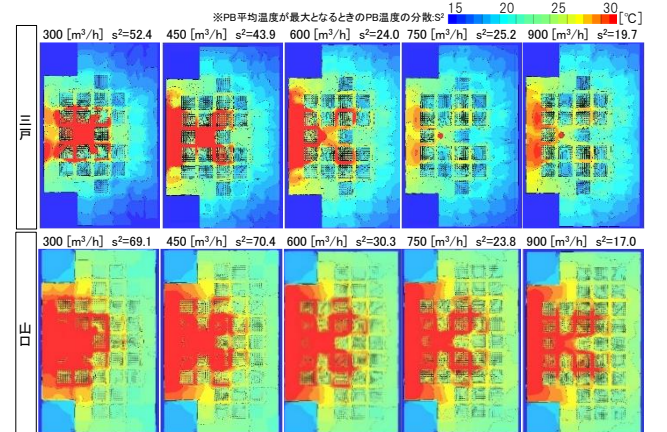 ※PB平均温度が最大となるときのPB温度の分散:S² 15 20 25 30 [℃]
300 [m³/h] s²=52.4 450 [m³/h] s²=43.9 600 [m³/h] s²=24.0 750 [m³/h] s²=25.2 900 [m³/h] s²=19.7
三戸
300 [m³/h] s²=69.1 450 [m³/h] s²=70.4 600 [m³/h] s²=30.3 750 [m³/h] s²=23.8 900 [m³/h] s²=17.0
山口